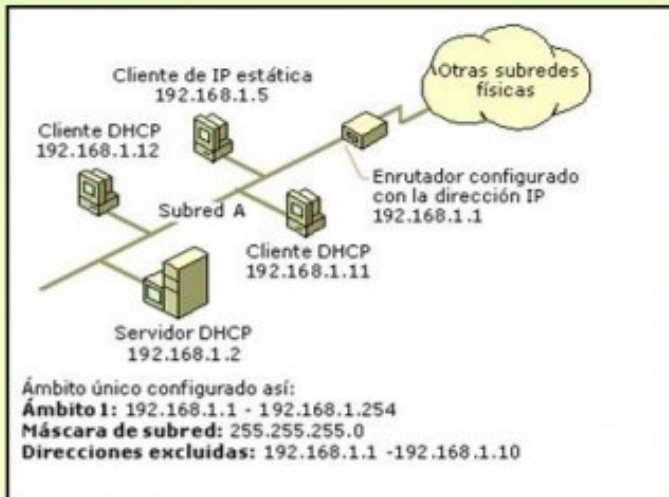 Otras subredes
físicas
Cliente de IP estática
192.168.1.5
Cliente DHCP
192.168.1.12
Enrutador configurado
con la dirección IP
192.168.1.1
Subred A
Cliente DHCP
192.168.1.11
Servidor DHCP
192.168.1.2
Ámbito único configurado así:
Ámbito 1: 192.168.1.1 - 192.168.1.254
Máscara de subred: 255.255.255.0
Direcciones excluidas: 192.168.1.1 -192.168.1.10